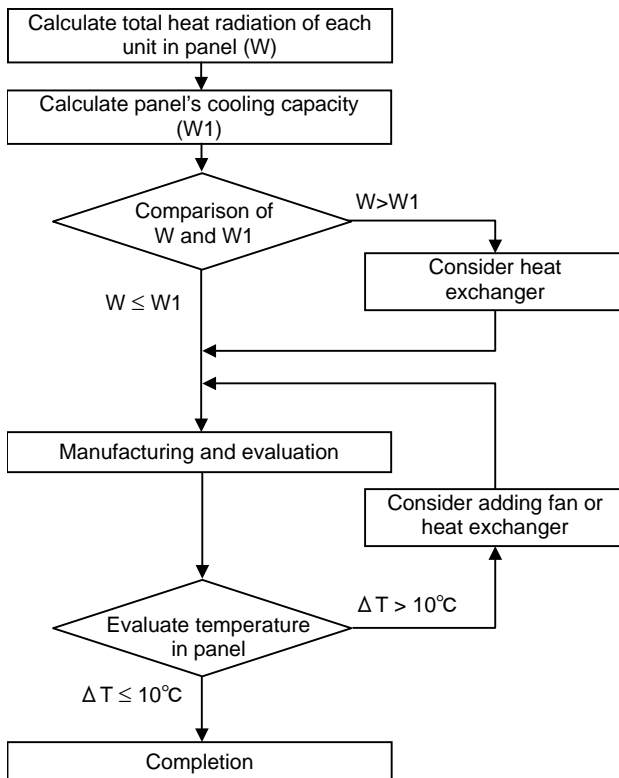 Calculate total heat radiation of each
unit in panel (W)
Calculate panel's cooling capacity
(W1)
Comparison of
W and W1
W>W1
Consider heat
exchanger
W ≤ W1
Manufacturing and evaluation
Consider adding fan or
heat exchanger
Evaluate temperature
in panel
Δ T > 10℃
Δ T ≤ 10℃
Completion